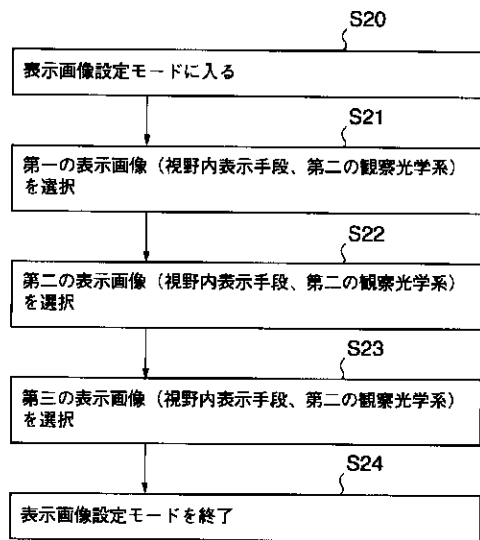 S20
表示画像設定モードに入る
S21
第一の表示画像（視野内表示手段、第二の観察光学系）
を選択
S22
第二の表示画像（視野内表示手段、第二の観察光学系）
を選択
S23
第三の表示画像（視野内表示手段、第二の観察光学系）
を選択
S24
表示画像設定モードを終了